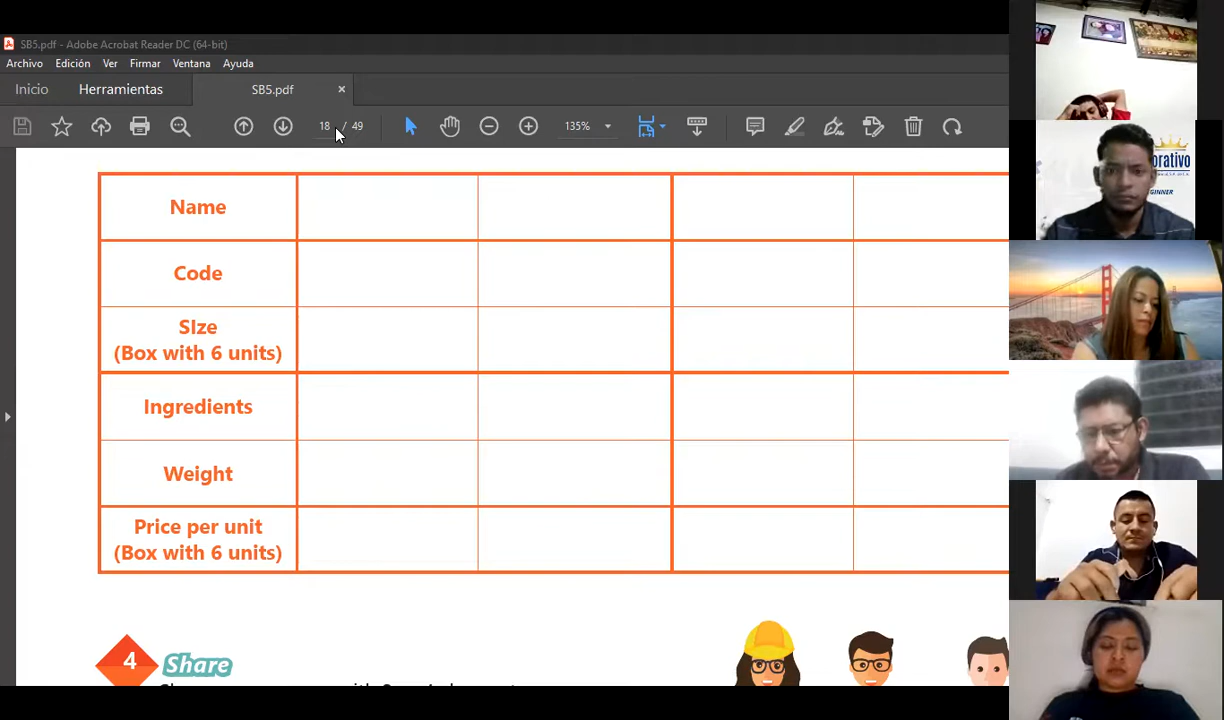 SB5.pdf - Adobe Acrobat Reader DC (64-bit)
Archivo Edición Ver Firmar Ventana Ayuda
Inicio Herramientas SB5.pdf ×
18 / 49 135%
Name
Code
SIze
(Box with 6 units)
Ingredients
Weight
Price per unit
(Box with 6 units)
4 Share
orativo
GINNER